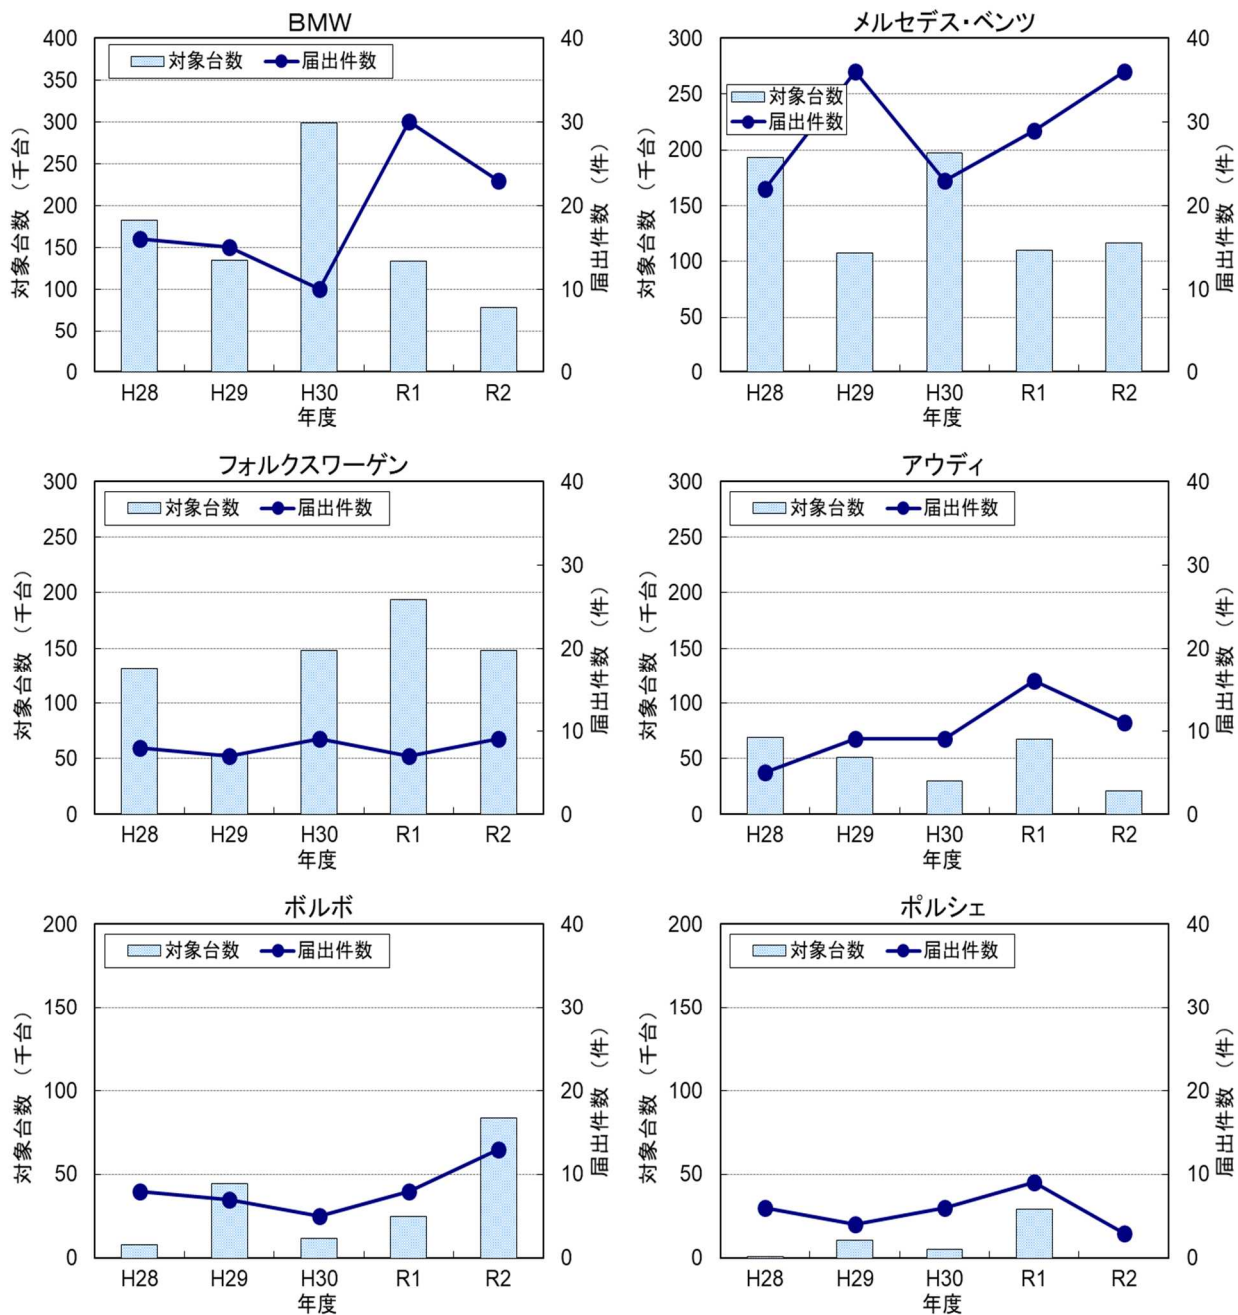 BMW
対象台数 届出件数
対象台数（千台）
400
350
300
250
200
150
100
50
0
届出件数（件）
40
30
20
10
0
H28 H29 H30 R1 R2
年度
メルセデス・ベンツ
対象台数
届出件数
対象台数（千台）
300
250
200
150
100
50
0
届出件数（件）
40
30
20
10
0
H28 H29 H30 R1 R2
年度
フォルクスワーゲン
対象台数 届出件数
対象台数（千台）
300
250
200
150
100
50
0
届出件数（件）
40
30
20
10
0
H28 H29 H30 R1 R2
年度
アウディ
対象台数 届出件数
対象台数（千台）
300
250
200
150
100
50
0
届出件数（件）
40
30
20
10
0
H28 H29 H30 R1 R2
年度
ボルボ
対象台数 届出件数
対象台数（千台）
200
150
100
50
0
届出件数（件）
40
30
20
10
0
H28 H29 H30 R1 R2
年度
ポルシェ
対象台数 届出件数
対象台数（千台）
200
150
100
50
0
届出件数（件）
40
30
20
10
0
H28 H29 H30 R1 R2
年度